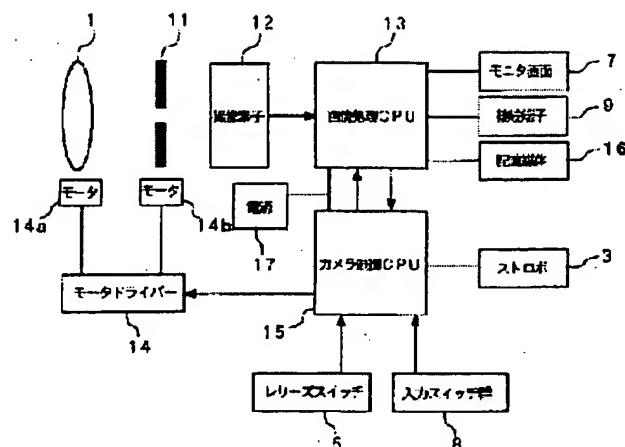 1
11
12
13
7
モニタ画面
撮像素子
画像処理CPU
接続端子
9
16
モータ
モータ
記憶媒体
14a
14b
電源
17
カメラ制御CPU
ストロボ
3
モータドライバー
15
14
レリーズスイッチ
入力スイッチ群
8